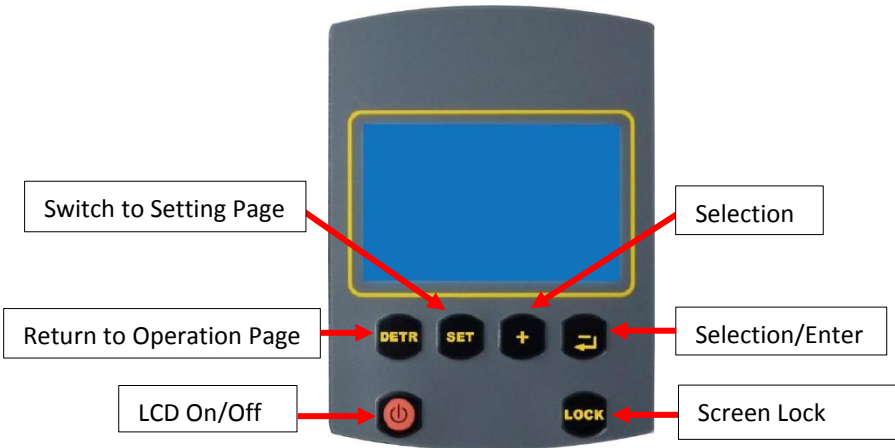 Switch to Setting Page
Selection
Return to Operation Page
DETR
SET
+
−
Selection/Enter
LCD On/Off
LOCK
Screen Lock